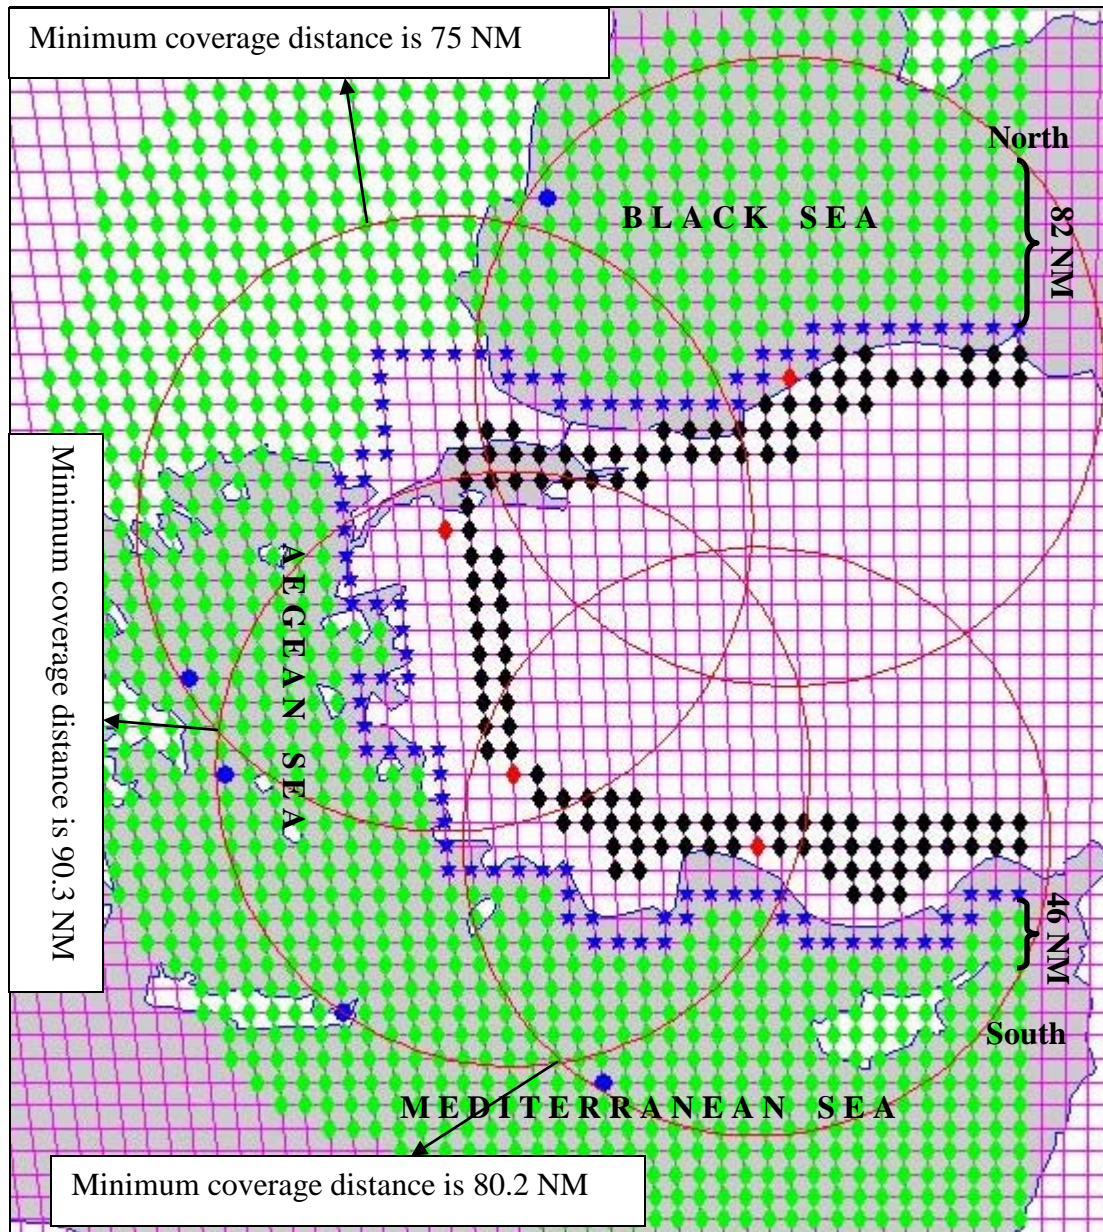 Minimum coverage distance is 75 NM
North
BLACK SEA
82 NM
Minimum coverage distance is 90.3 NM
AEGEAN SEA
46 NM
South
MEDITERRANEAN SEA
Minimum coverage distance is 80.2 NM